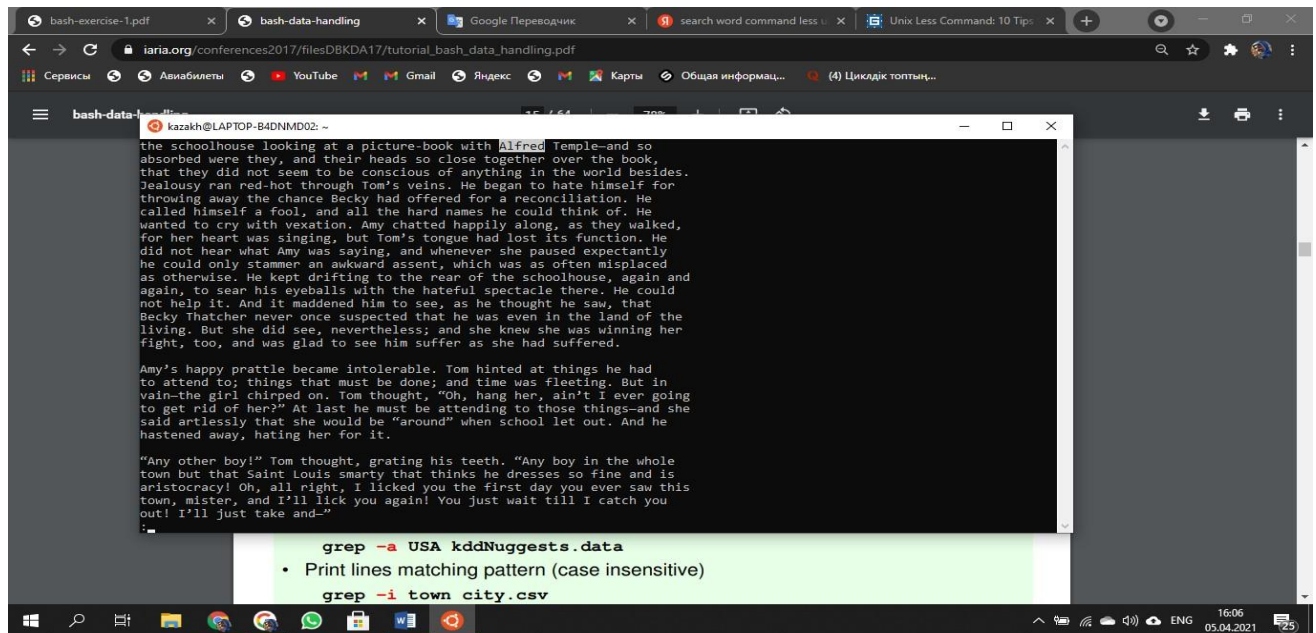 bash-exercise-1.pdf
bash-data-handling
Google Переводчик
search word command less u
Unix Less Command: 10 Tips
iaria.org/conferences2017/filesDBKDA17/tutorial_bash_data_handling.pdf
Сервисы Авиабилеты YouTube Gmail Яндекс Карты Общая информац... (4) Циклдік топтың...
bash-data-
kazakh@LAPTOP-B4DNMD02: ~
the schoolhouse looking at a picture-book with Alfred Temple—and so
absorbed were they, and their heads so close together over the book,
that they did not seem to be conscious of anything in the world besides.
Jealousy ran red-hot through Tom’s veins. He began to hate himself for
throwing away the chance Becky had offered for a reconciliation. He
called himself a fool, and all the hard names he could think of. He
wanted to cry with vexation. Amy chatted happily along, as they walked,
for her heart was singing, but Tom’s tongue had lost its function. He
did not hear what Amy was saying, and whenever she paused expectantly
he could only stammer an awkward assent, which was as often misplaced
as otherwise. He kept drifting to the rear of the schoolhouse, again and
again, to sear his eyeballs with the hateful spectacle there. He could
not help it. And it maddened him to see, as he thought he saw, that
Becky Thatcher never once suspected that he was even in the land of the
living. But she did see, nevertheless; and she knew she was winning her
fight, too, and was glad to see him suffer as she had suffered.
Amy’s happy prattle became intolerable. Tom hinted at things he had
to attend to; things that must be done; and time was fleeting. But in
vain—the girl chirped on. Tom thought, “Oh, hang her, ain’t I ever going
to get rid of her?” At last he must be attending to those things—and she
said artlessly that she would be “around” when school let out. And he
hastened away, hating her for it.
“Any other boy!” Tom thought, grating his teeth. “Any boy in the whole
town but that Saint Louis smarty that thinks he dresses so fine and is
aristocracy! Oh, all right, I licked you the first day you ever saw this
town, mister, and I’ll lick you again! You just wait till I catch you
out! I’ll just take and—”
:
grep -a USA kddNuggests.data
• Print lines matching pattern (case insensitive)
grep -i town city.csv
ENG
16:06
05.04.2021
25